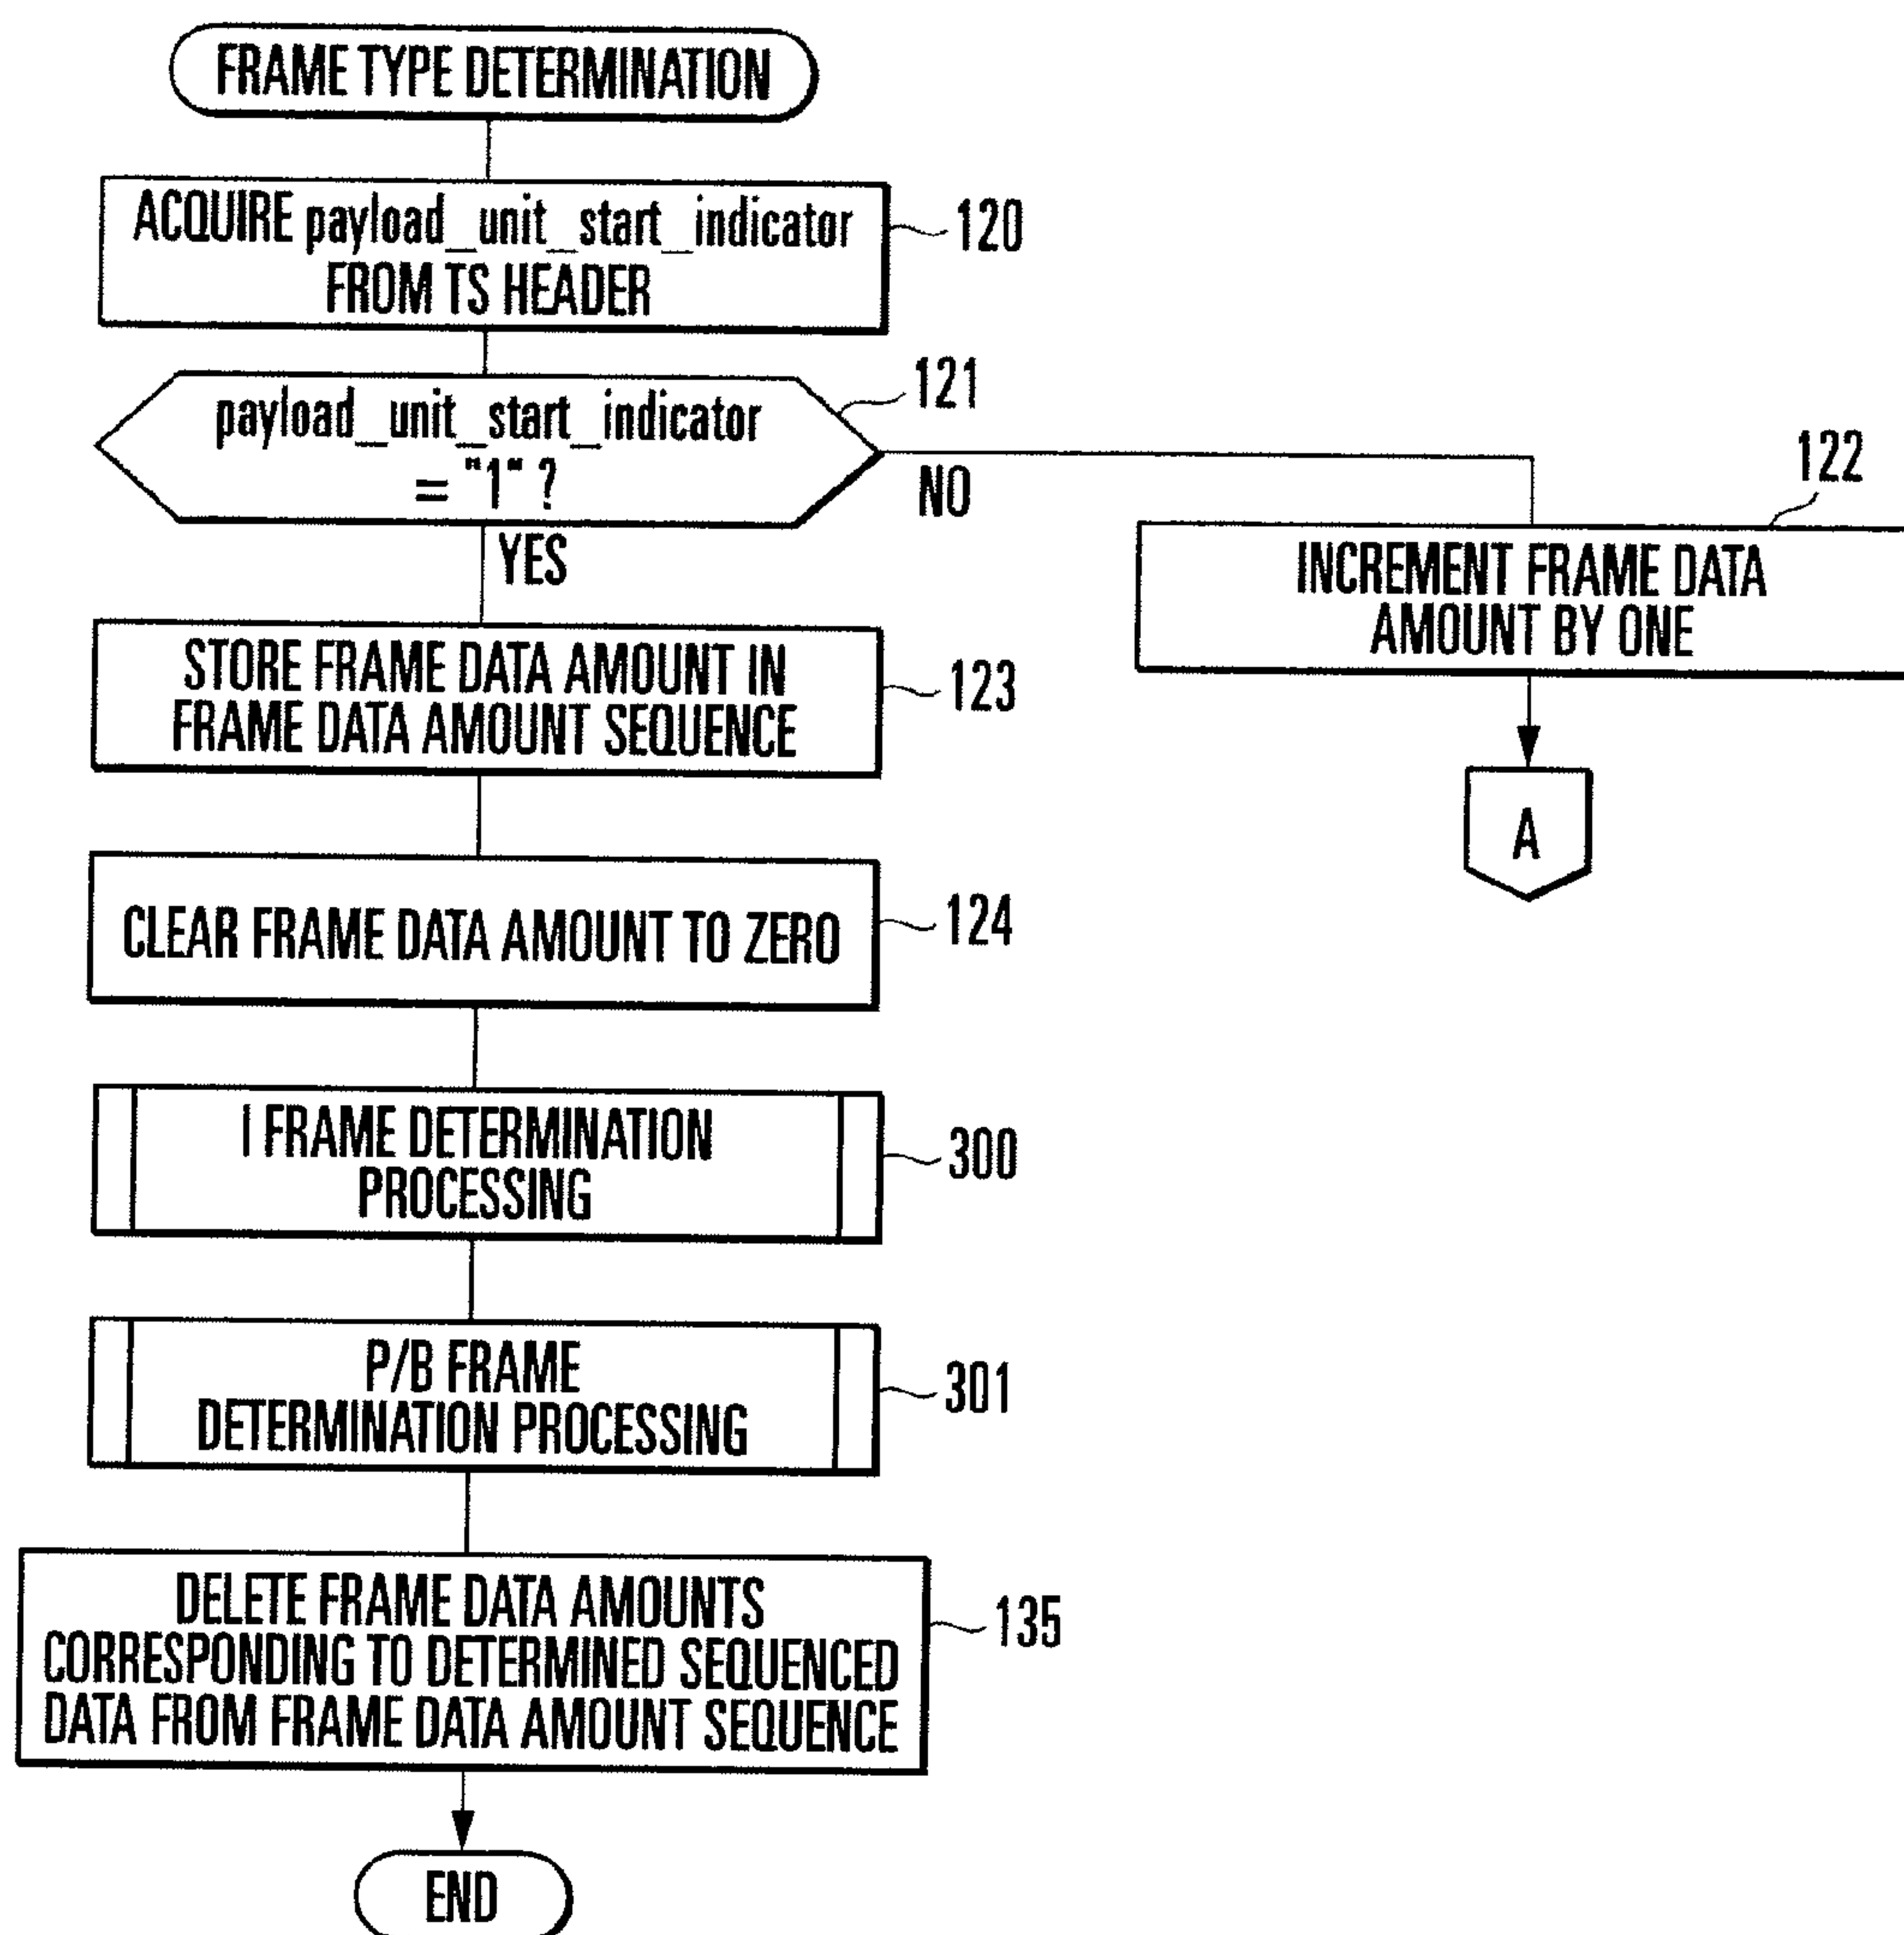 FRAME TYPE DETERMINATION
ACQUIRE payload_unit_start_indicator
FROM TS HEADER
120
payload_unit_start_indicator
= "1" ?
121
NO
YES
122
INCREMENT FRAME DATA
AMOUNT BY ONE
A
STORE FRAME DATA AMOUNT IN
FRAME DATA AMOUNT SEQUENCE
123
CLEAR FRAME DATA AMOUNT TO ZERO
124
I FRAME DETERMINATION
PROCESSING
300
P/B FRAME
DETERMINATION PROCESSING
301
DELETE FRAME DATA AMOUNTS
CORRESPONDING TO DETERMINED SEQUENCED
DATA FROM FRAME DATA AMOUNT SEQUENCE
135
END